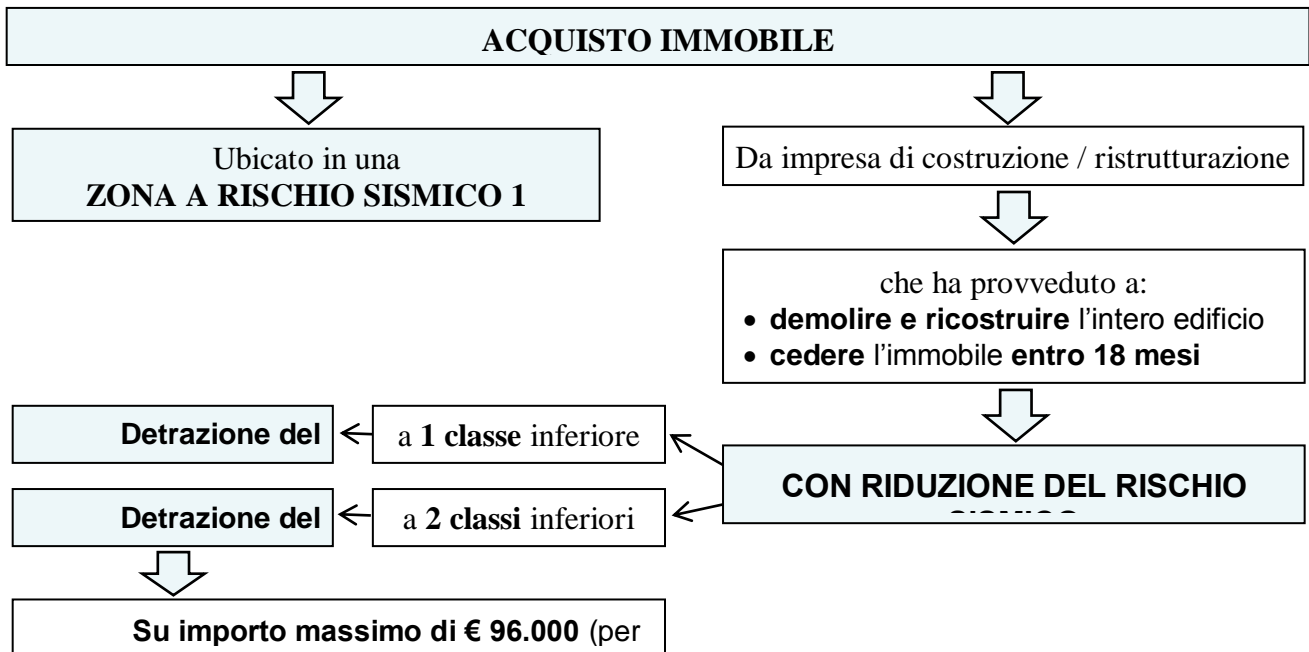 ACQUISTO IMMOBILE
Ubicato in una
ZONA A RISCHIO SISMICO 1
Da impresa di costruzione / ristrutturazione
che ha provveduto a:
• demolire e ricostruire l'intero edificio
• cedere l'immobile entro 18 mesi
Detrazione del
a 1 classe inferiore
CON RIDUZIONE DEL RISCHIO
Detrazione del
a 2 classi inferiori
Su importo massimo di € 96.000 (per